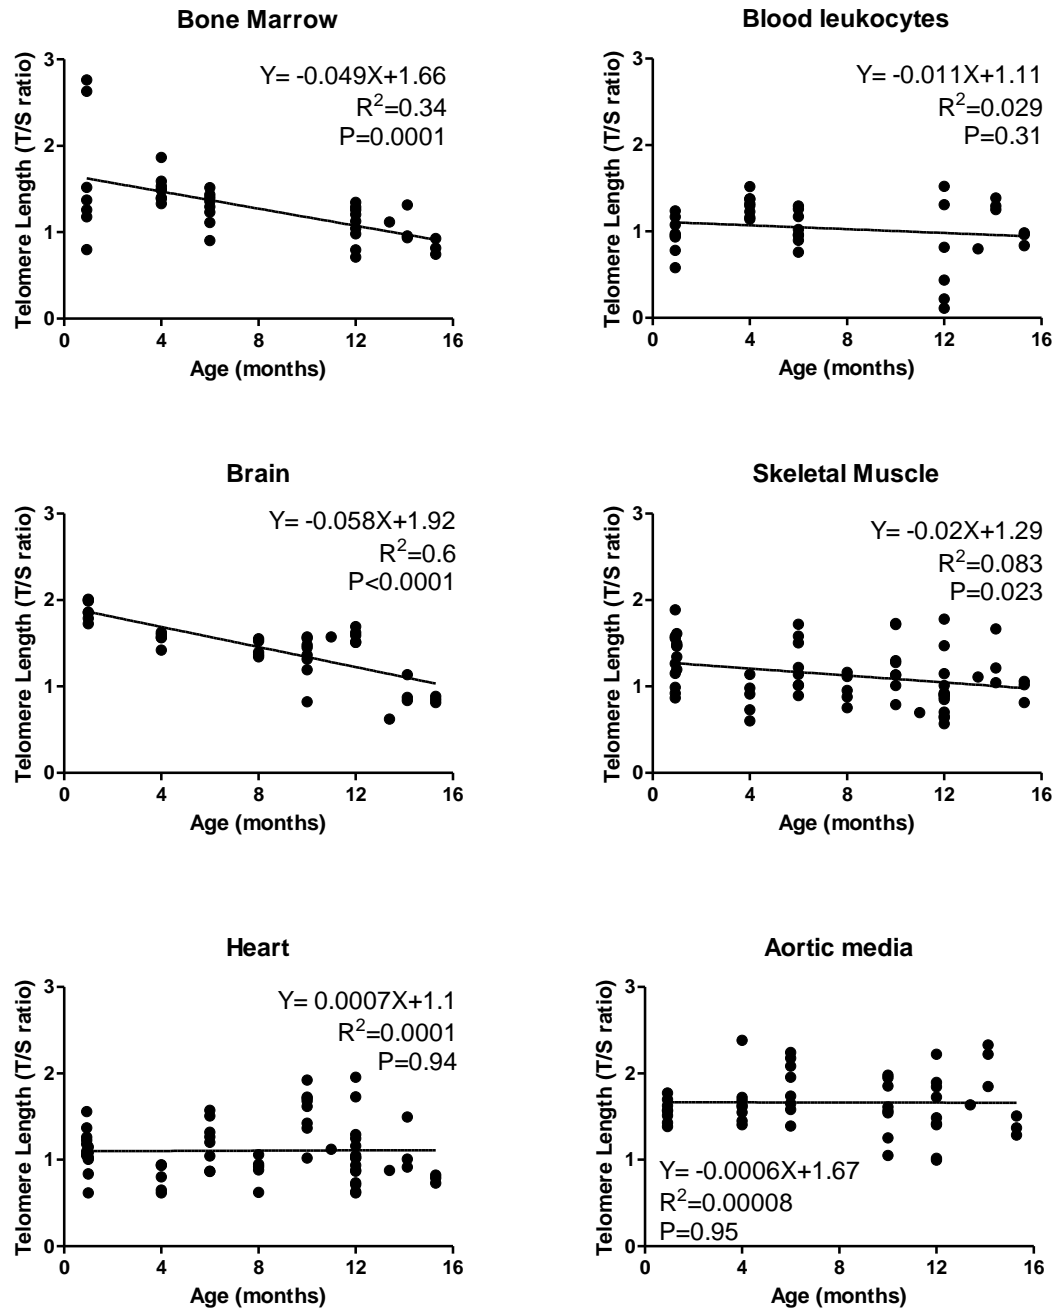 Bone Marrow
Telomere Length (T/S ratio)
3
2
1
0
Y= -0.049X+1.66
R²=0.34
P=0.0001
0 4 8 12 16
Age (months)
Blood leukocytes
Telomere Length (T/S ratio)
3
2
1
0
Y= -0.011X+1.11
R²=0.029
P=0.31
0 4 8 12 16
Age (months)
Brain
Telomere Length (T/S ratio)
3
2
1
0
Y= -0.058X+1.92
R²=0.6
P<0.0001
0 4 8 12 16
Age (months)
Skeletal Muscle
Telomere Length (T/S ratio)
3
2
1
0
Y= -0.02X+1.29
R²=0.083
P=0.023
0 4 8 12 16
Age (months)
Heart
Telomere Length (T/S ratio)
3
2
1
0
Y= 0.0007X+1.1
R²=0.0001
P=0.94
0 4 8 12 16
Age (months)
Aortic media
Telomere Length (T/S ratio)
3
2
1
0
Y= -0.0006X+1.67
R²=0.00008
P=0.95
0 4 8 12 16
Age (months)